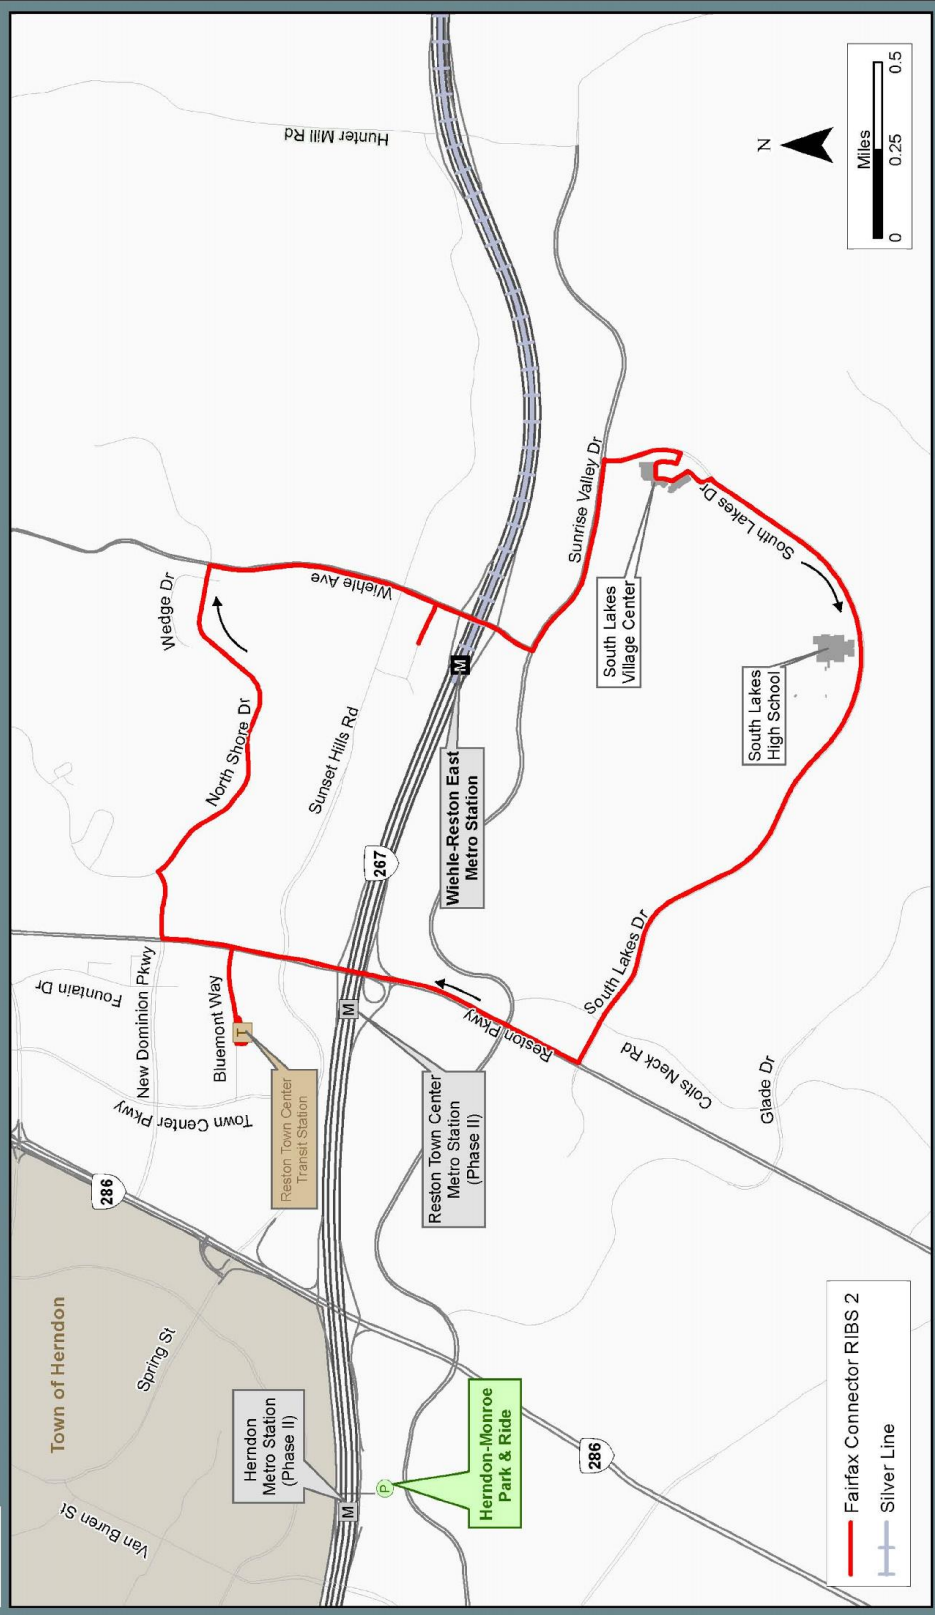 Town of Herndon
Van Buren St
Spring St
286
Herndon
Metro Station
(Phase II)
M
P
Herndon-Monroe
Park & Ride
286
Fountain Dr
New Dominion Pkwy
Town Center Pkwy
Bluemont Way
T
Reston Town Center
Transit Station
M
Reston Town Center
Metro Station
(Phase II)
Reston Pkwy
Colts Neck Rd
Glade Dr
South Lakes Dr
North Shore Dr
Wedge Dr
Wiehle Ave
Sunset Hills Rd
267
M
Wiehle-Reston East
Metro Station
Sunrise Valley Dr
South Lakes
Village Center
South Lakes Dr
South Lakes
High School
Hunter Mill Rd
N
Miles
0
0.25
0.5
Fairfax Connector RIBS 2
Silver Line